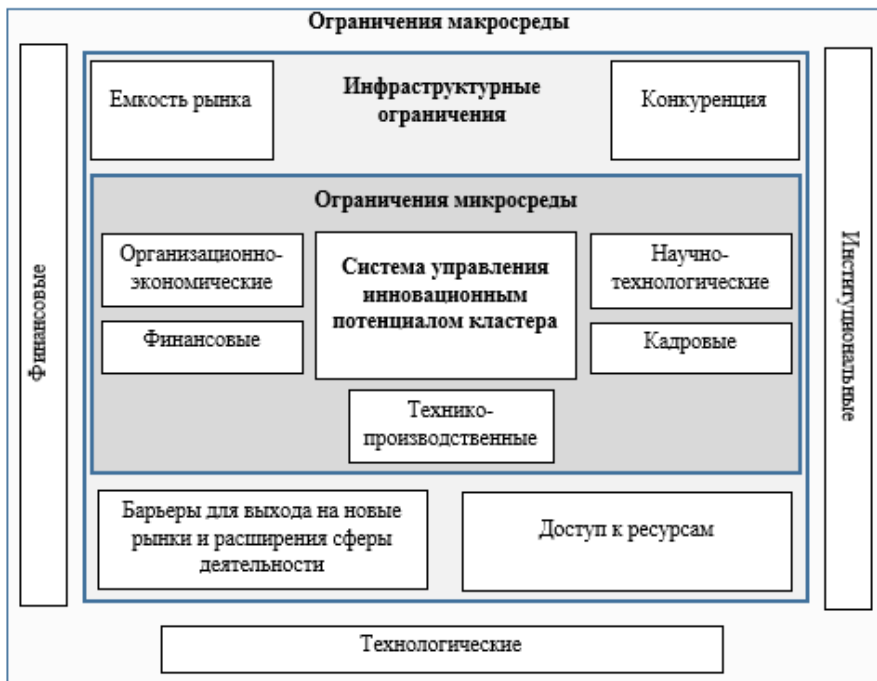 Ограничения макросреды
Финансовые
Емкость рынка
Инфраструктурные
ограничения
Конкуренция
Институциональные
Ограничения микросреды
Организационно-
экономические
Финансовые
Система управления
инновационным
потенциалом кластера
Научно-
технологические
Кадровые
Технико-
производственные
Барьеры для выхода на новые
рынки и расширения сферы
деятельности
Доступ к ресурсам
Технологические